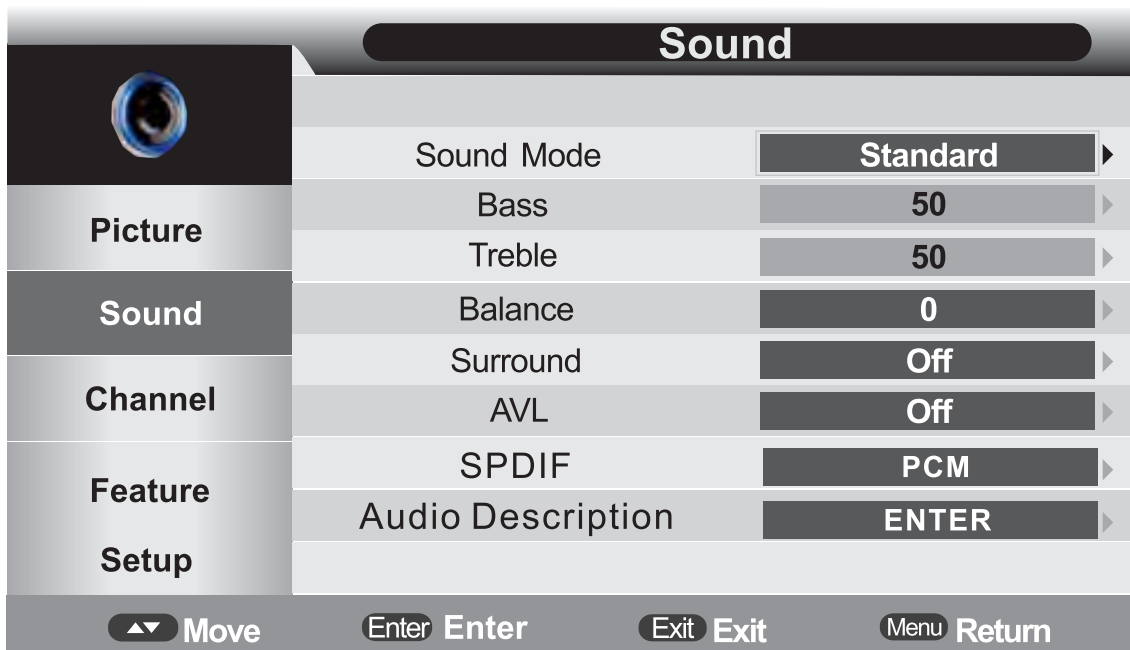 Sound
Picture
Sound
Channel
Feature
Setup
Sound Mode Standard
Bass 50
Treble 50
Balance 0
Surround Off
AVL Off
SPDIF PCM
Audio Description ENTER
Move Enter Enter Exit Exit Menu Return